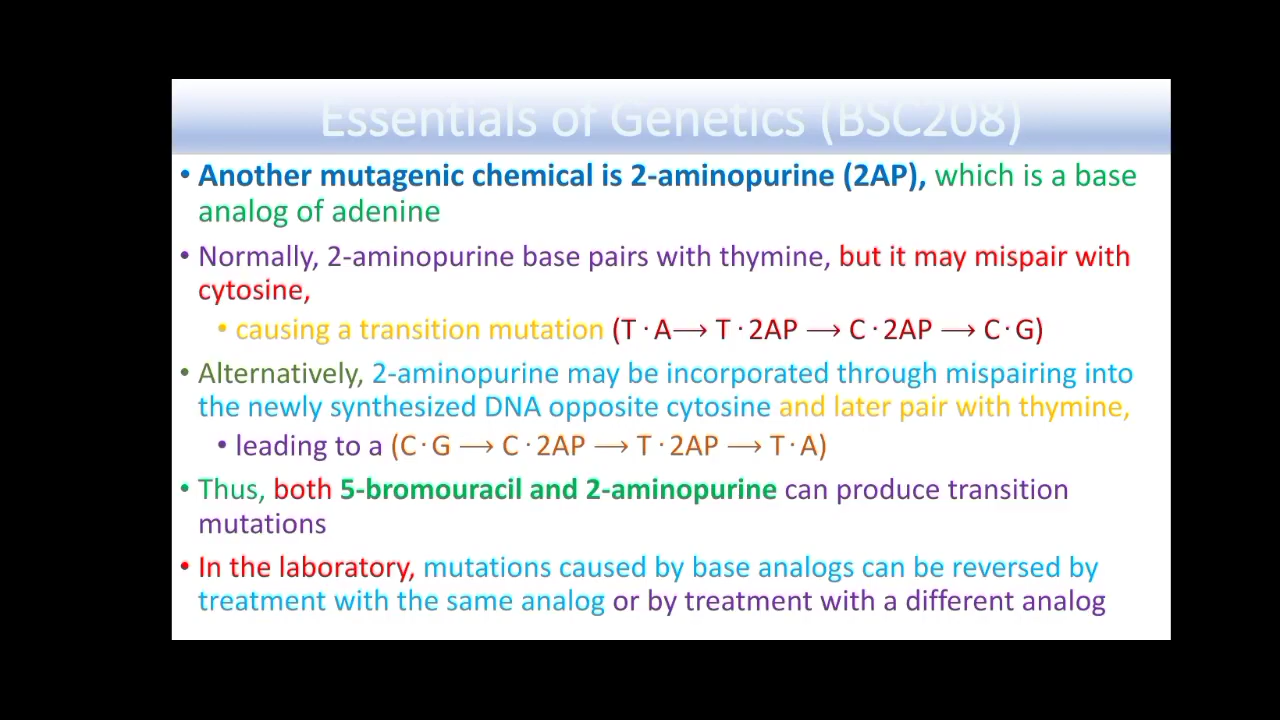 Essentials of Genetics (BSC208)
• Another mutagenic chemical is 2-aminopurine (2AP), which is a base
analog of adenine
• Normally, 2-aminopurine base pairs with thymine, but it may mispair with
cytosine,
• causing a transition mutation (T · A⟶ T · 2AP ⟶ C · 2AP ⟶ C · G)
• Alternatively, 2-aminopurine may be incorporated through mispairing into
the newly synthesized DNA opposite cytosine and later pair with thymine,
• leading to a (C · G ⟶ C · 2AP ⟶ T · 2AP ⟶ T · A)
• Thus, both 5-bromouracil and 2-aminopurine can produce transition
mutations
• In the laboratory, mutations caused by base analogs can be reversed by
treatment with the same analog or by treatment with a different analog